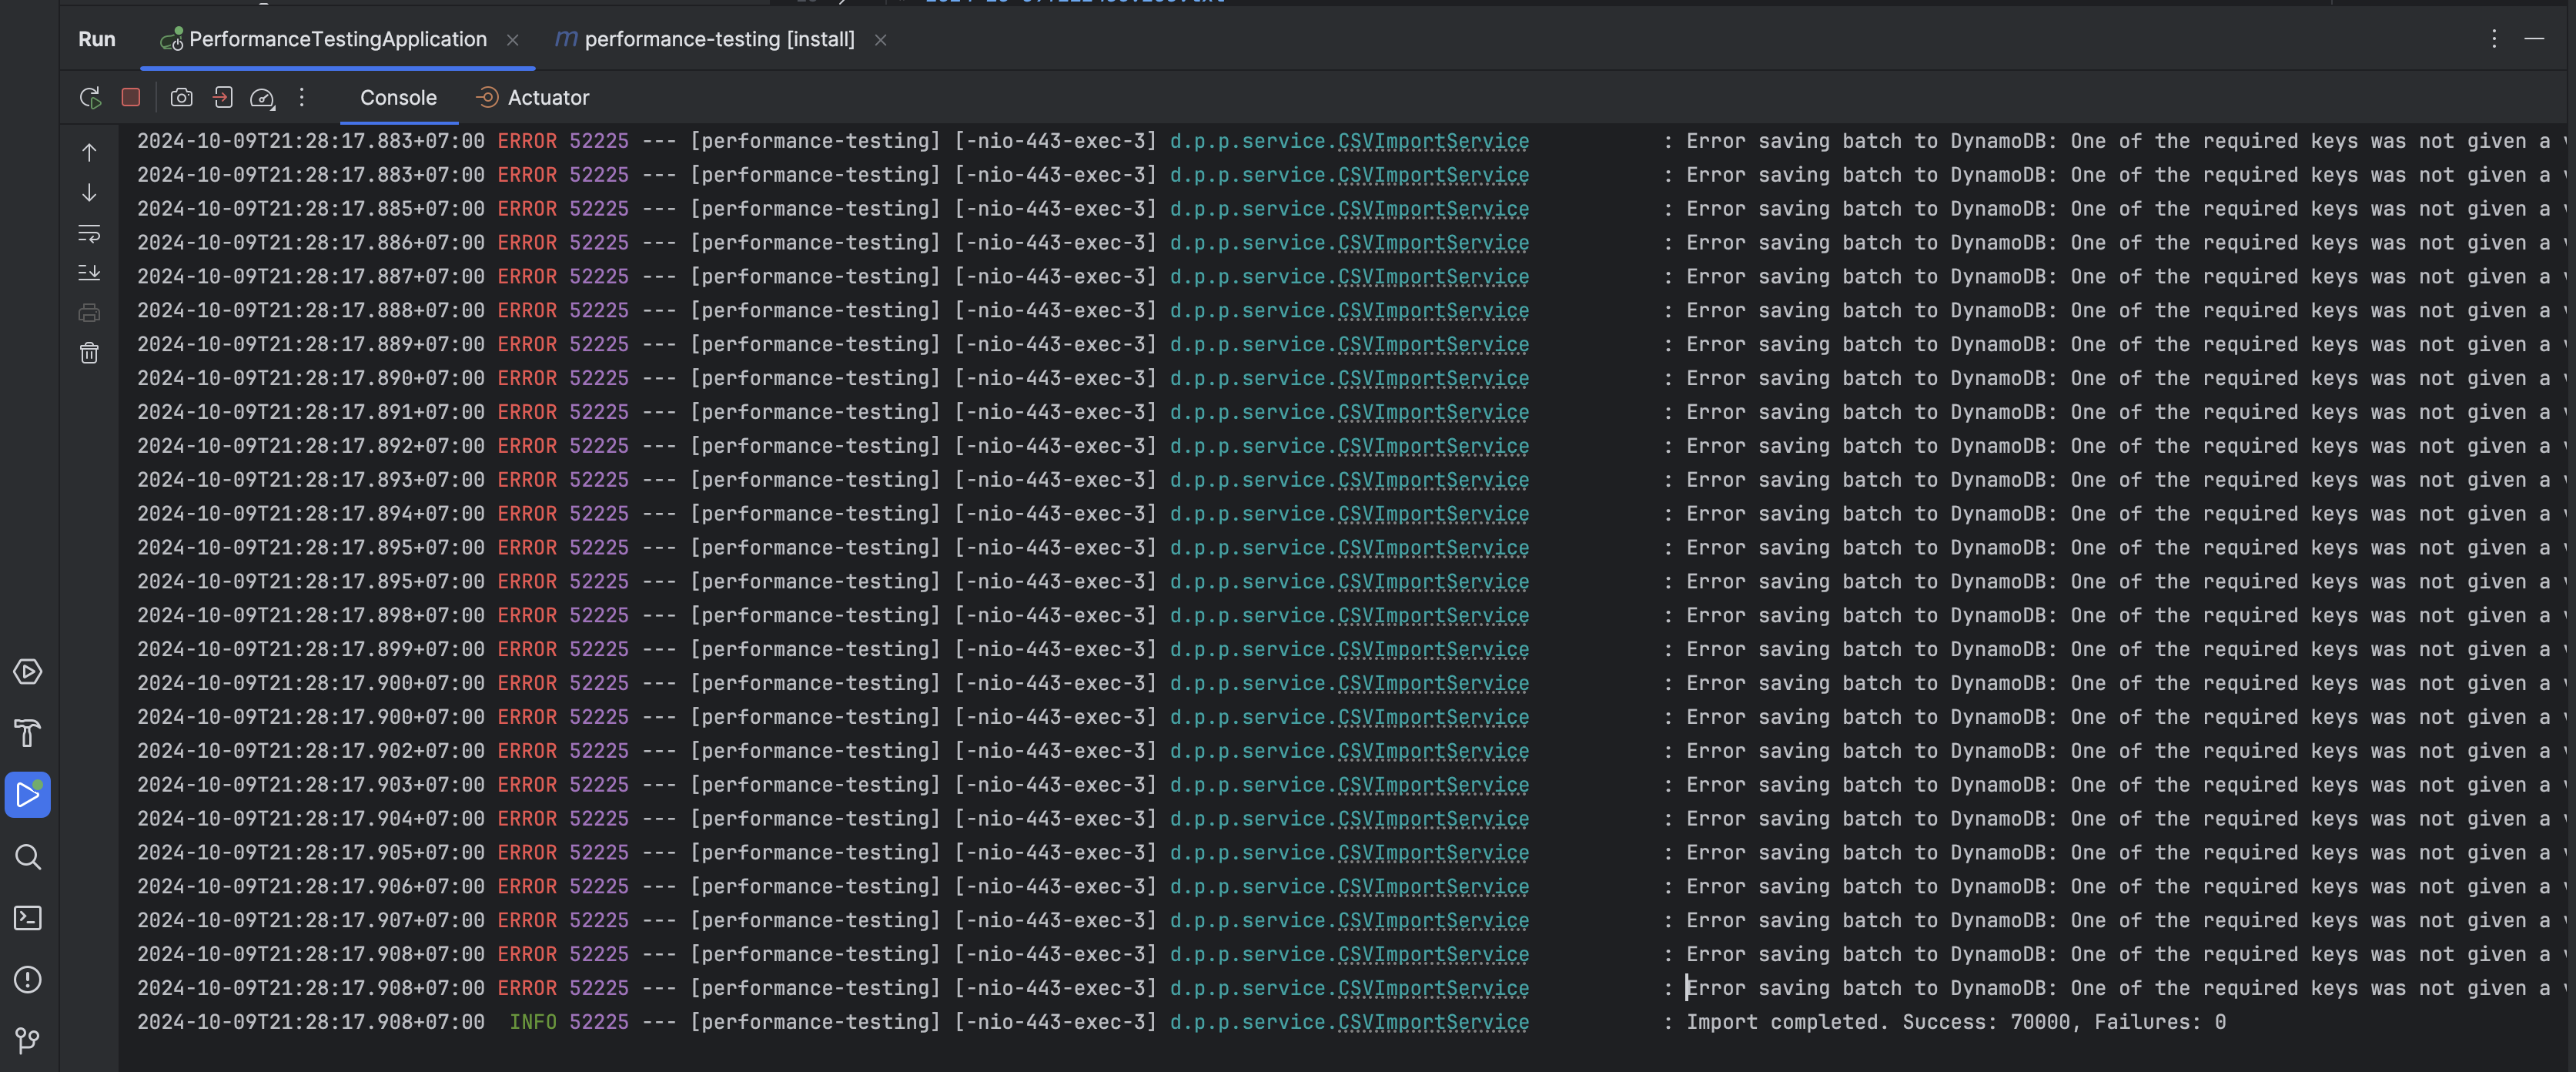 Run PerformanceTestingApplication performance-testing [install]
Console Actuator
2024-10-09T21:28:17.883+07:00 ERROR 52225 --- [performance-testing] [-nio-443-exec-3] d.p.p.service.CSVImportService : Error saving batch to DynamoDB: One of the required keys was not given a
2024-10-09T21:28:17.883+07:00 ERROR 52225 --- [performance-testing] [-nio-443-exec-3] d.p.p.service.CSVImportService : Error saving batch to DynamoDB: One of the required keys was not given a
2024-10-09T21:28:17.885+07:00 ERROR 52225 --- [performance-testing] [-nio-443-exec-3] d.p.p.service.CSVImportService : Error saving batch to DynamoDB: One of the required keys was not given a
2024-10-09T21:28:17.886+07:00 ERROR 52225 --- [performance-testing] [-nio-443-exec-3] d.p.p.service.CSVImportService : Error saving batch to DynamoDB: One of the required keys was not given a
2024-10-09T21:28:17.887+07:00 ERROR 52225 --- [performance-testing] [-nio-443-exec-3] d.p.p.service.CSVImportService : Error saving batch to DynamoDB: One of the required keys was not given a
2024-10-09T21:28:17.888+07:00 ERROR 52225 --- [performance-testing] [-nio-443-exec-3] d.p.p.service.CSVImportService : Error saving batch to DynamoDB: One of the required keys was not given a
2024-10-09T21:28:17.889+07:00 ERROR 52225 --- [performance-testing] [-nio-443-exec-3] d.p.p.service.CSVImportService : Error saving batch to DynamoDB: One of the required keys was not given a
2024-10-09T21:28:17.890+07:00 ERROR 52225 --- [performance-testing] [-nio-443-exec-3] d.p.p.service.CSVImportService : Error saving batch to DynamoDB: One of the required keys was not given a
2024-10-09T21:28:17.891+07:00 ERROR 52225 --- [performance-testing] [-nio-443-exec-3] d.p.p.service.CSVImportService : Error saving batch to DynamoDB: One of the required keys was not given a
2024-10-09T21:28:17.892+07:00 ERROR 52225 --- [performance-testing] [-nio-443-exec-3] d.p.p.service.CSVImportService : Error saving batch to DynamoDB: One of the required keys was not given a
2024-10-09T21:28:17.893+07:00 ERROR 52225 --- [performance-testing] [-nio-443-exec-3] d.p.p.service.CSVImportService : Error saving batch to DynamoDB: One of the required keys was not given a
2024-10-09T21:28:17.894+07:00 ERROR 52225 --- [performance-testing] [-nio-443-exec-3] d.p.p.service.CSVImportService : Error saving batch to DynamoDB: One of the required keys was not given a
2024-10-09T21:28:17.895+07:00 ERROR 52225 --- [performance-testing] [-nio-443-exec-3] d.p.p.service.CSVImportService : Error saving batch to DynamoDB: One of the required keys was not given a
2024-10-09T21:28:17.895+07:00 ERROR 52225 --- [performance-testing] [-nio-443-exec-3] d.p.p.service.CSVImportService : Error saving batch to DynamoDB: One of the required keys was not given a
2024-10-09T21:28:17.898+07:00 ERROR 52225 --- [performance-testing] [-nio-443-exec-3] d.p.p.service.CSVImportService : Error saving batch to DynamoDB: One of the required keys was not given a
2024-10-09T21:28:17.899+07:00 ERROR 52225 --- [performance-testing] [-nio-443-exec-3] d.p.p.service.CSVImportService : Error saving batch to DynamoDB: One of the required keys was not given a
2024-10-09T21:28:17.900+07:00 ERROR 52225 --- [performance-testing] [-nio-443-exec-3] d.p.p.service.CSVImportService : Error saving batch to DynamoDB: One of the required keys was not given a
2024-10-09T21:28:17.900+07:00 ERROR 52225 --- [performance-testing] [-nio-443-exec-3] d.p.p.service.CSVImportService : Error saving batch to DynamoDB: One of the required keys was not given a
2024-10-09T21:28:17.902+07:00 ERROR 52225 --- [performance-testing] [-nio-443-exec-3] d.p.p.service.CSVImportService : Error saving batch to DynamoDB: One of the required keys was not given a
2024-10-09T21:28:17.903+07:00 ERROR 52225 --- [performance-testing] [-nio-443-exec-3] d.p.p.service.CSVImportService : Error saving batch to DynamoDB: One of the required keys was not given a
2024-10-09T21:28:17.904+07:00 ERROR 52225 --- [performance-testing] [-nio-443-exec-3] d.p.p.service.CSVImportService : Error saving batch to DynamoDB: One of the required keys was not given a
2024-10-09T21:28:17.905+07:00 ERROR 52225 --- [performance-testing] [-nio-443-exec-3] d.p.p.service.CSVImportService : Error saving batch to DynamoDB: One of the required keys was not given a
2024-10-09T21:28:17.906+07:00 ERROR 52225 --- [performance-testing] [-nio-443-exec-3] d.p.p.service.CSVImportService : Error saving batch to DynamoDB: One of the required keys was not given a
2024-10-09T21:28:17.907+07:00 ERROR 52225 --- [performance-testing] [-nio-443-exec-3] d.p.p.service.CSVImportService : Error saving batch to DynamoDB: One of the required keys was not given a
2024-10-09T21:28:17.908+07:00 ERROR 52225 --- [performance-testing] [-nio-443-exec-3] d.p.p.service.CSVImportService : Error saving batch to DynamoDB: One of the required keys was not given a
2024-10-09T21:28:17.908+07:00 ERROR 52225 --- [performance-testing] [-nio-443-exec-3] d.p.p.service.CSVImportService : Error saving batch to DynamoDB: One of the required keys was not given a
2024-10-09T21:28:17.908+07:00 INFO 52225 --- [performance-testing] [-nio-443-exec-3] d.p.p.service.CSVImportService : Import completed. Success: 70000, Failures: 0